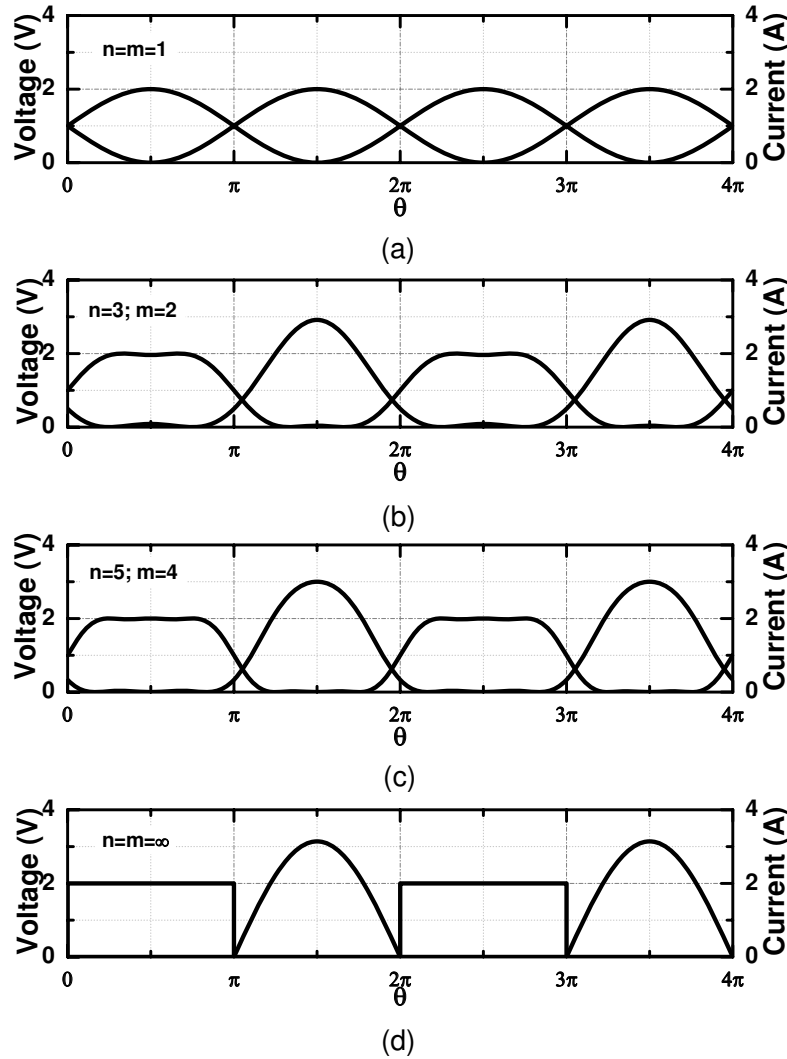 4
2
0
Voltage (V)
n=m=1
4
2
0
Current (A)
0 π 2π 3π 4π
θ
(a)
4
2
0
Voltage (V)
n=3; m=2
4
2
0
Current (A)
0 π 2π 3π 4π
θ
(b)
4
2
0
Voltage (V)
n=5; m=4
4
2
0
Current (A)
0 π 2π 3π 4π
θ
(c)
4
2
0
Voltage (V)
n=m=∞
4
2
0
Current (A)
0 π 2π 3π 4π
θ
(d)